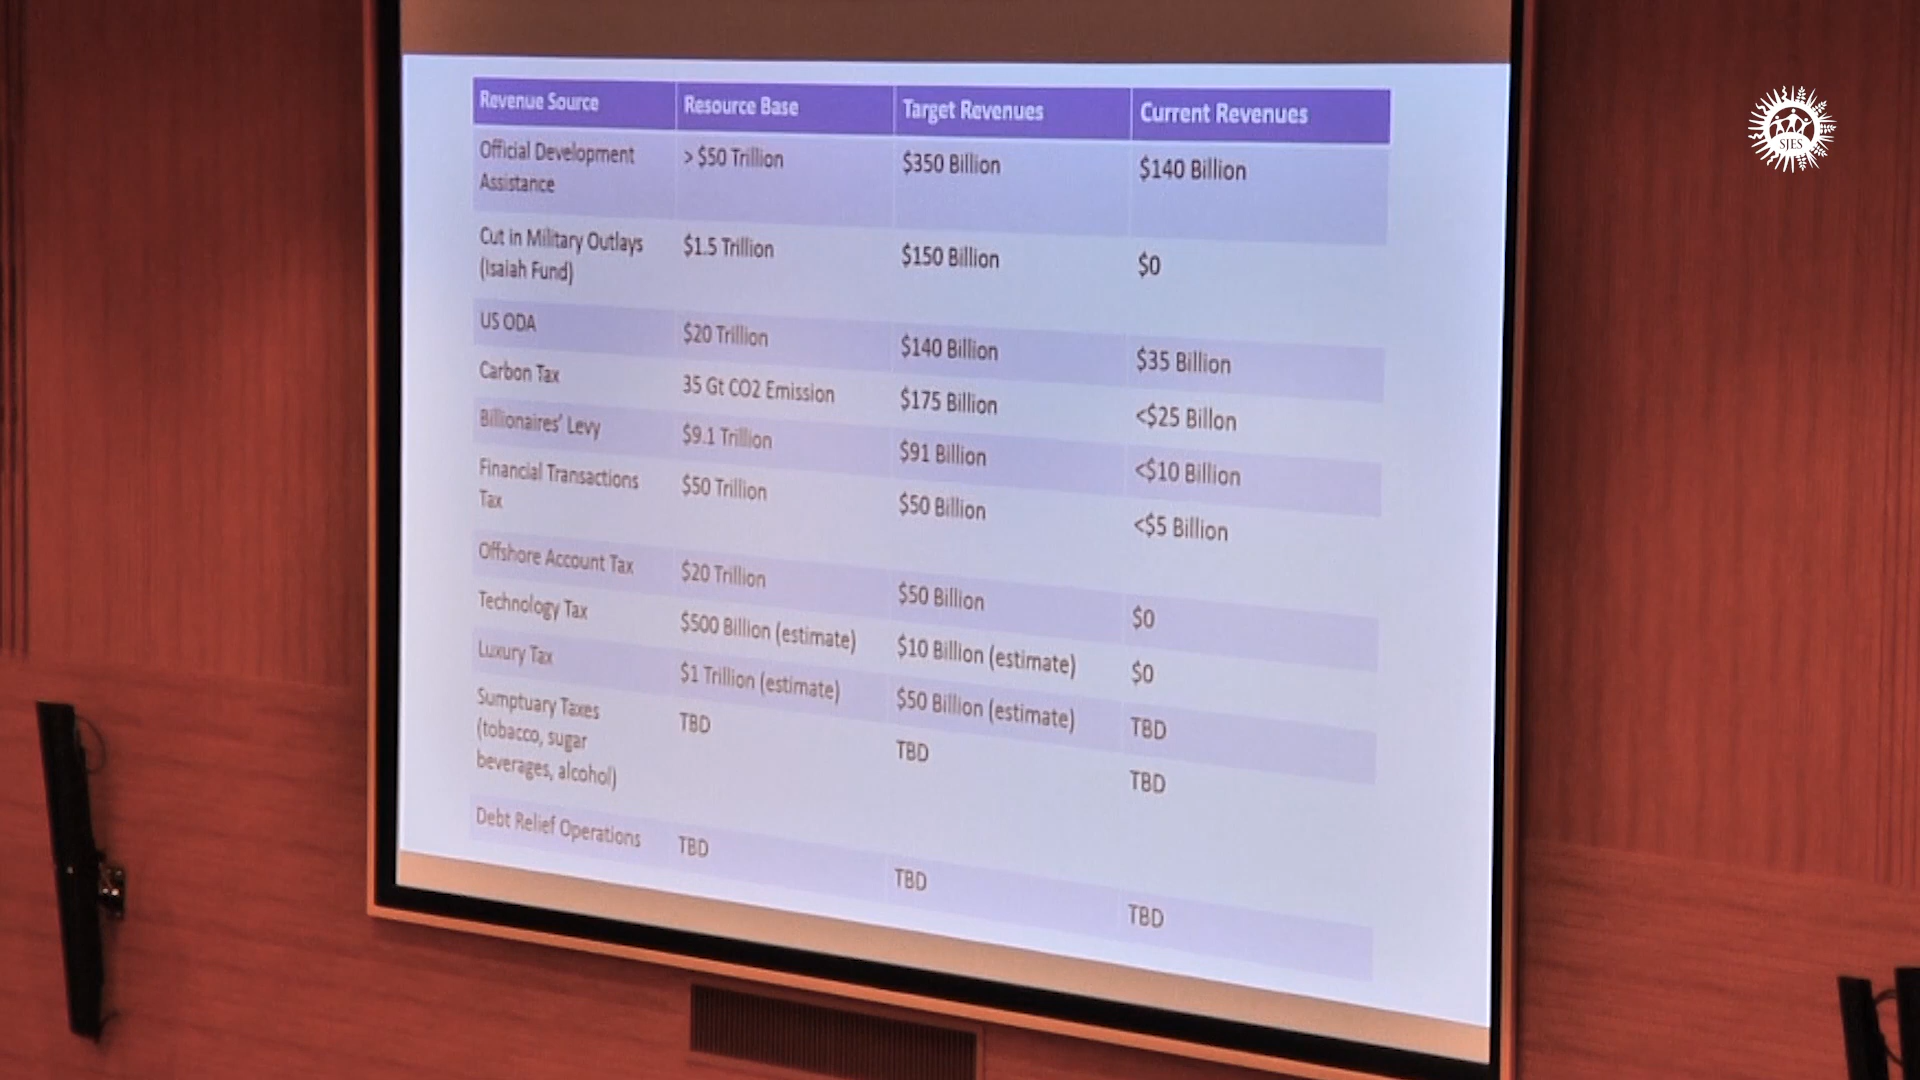 SJES
Revenue Source Resource Base Target Revenues Current Revenues
Official Development
Assistance
> $50 Trillion $350 Billion $140 Billion
Cut in Military Outlays
(Isaiah Fund)
$1.5 Trillion $150 Billion $0
US ODA $20 Trillion $140 Billion $35 Billion
Carbon Tax 35 Gt CO2 Emission $175 Billion <$25 Billon
Billionaires' Levy $9.1 Trillion $91 Billion <$10 Billion
Financial Transactions
Tax
$50 Trillion $50 Billion <$5 Billion
Offshore Account Tax $20 Trillion $50 Billion $0
Technology Tax $500 Billion (estimate) $10 Billion (estimate) $0
Luxury Tax $1 Trillion (estimate) $50 Billion (estimate) TBD
Sumptuary Taxes
(tobacco, sugar
beverages, alcohol)
TBD TBD TBD
Debt Relief Operations TBD TBD TBD